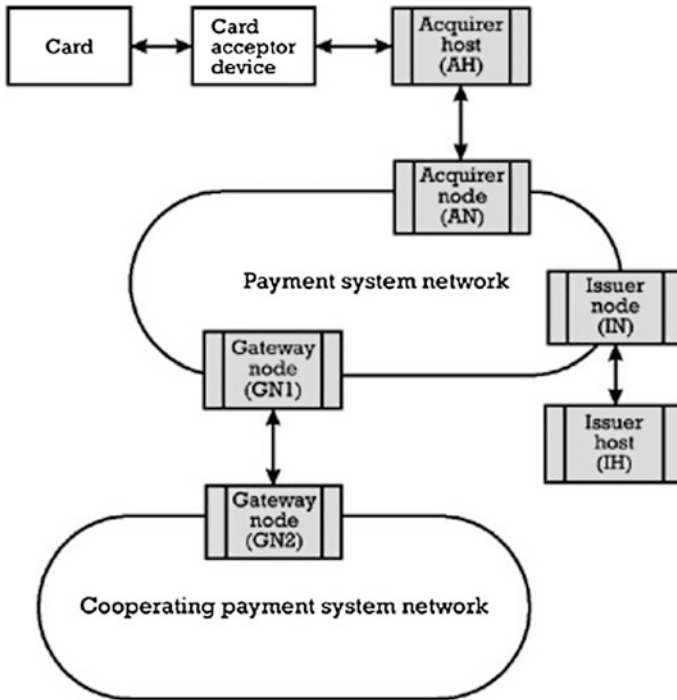 Card
Card
acceptor
device
Acquirer
host
(AH)
Acquirer
node
(AN)
Payment system network
Issuer
node
(IN)
Gateway
node
(GN1)
Issuer
host
(IH)
Gateway
node
(GN2)
Cooperating payment system network